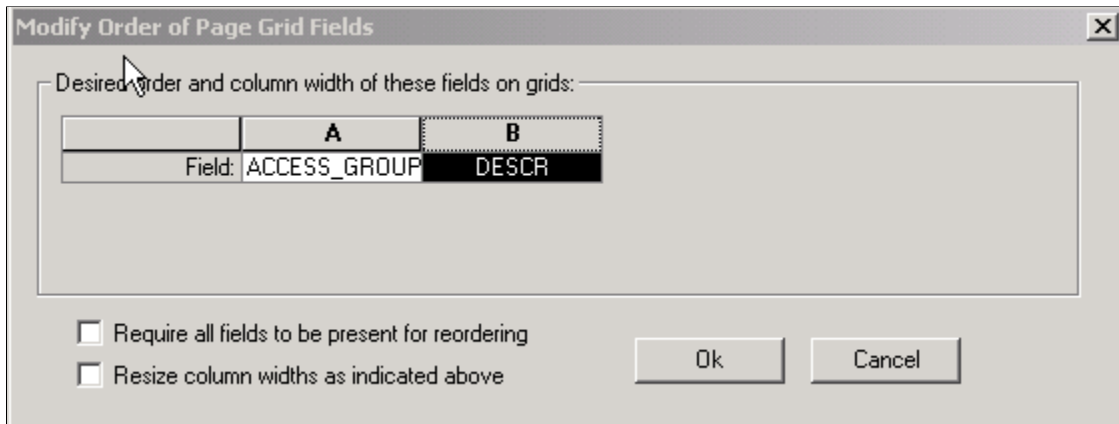 Modify Order of Page Grid Fields
Desired order and column width of these fields on grids:
A B
Field: ACCESS_GROUP DESCR
Require all fields to be present for reordering
Resize column widths as indicated above
Ok Cancel